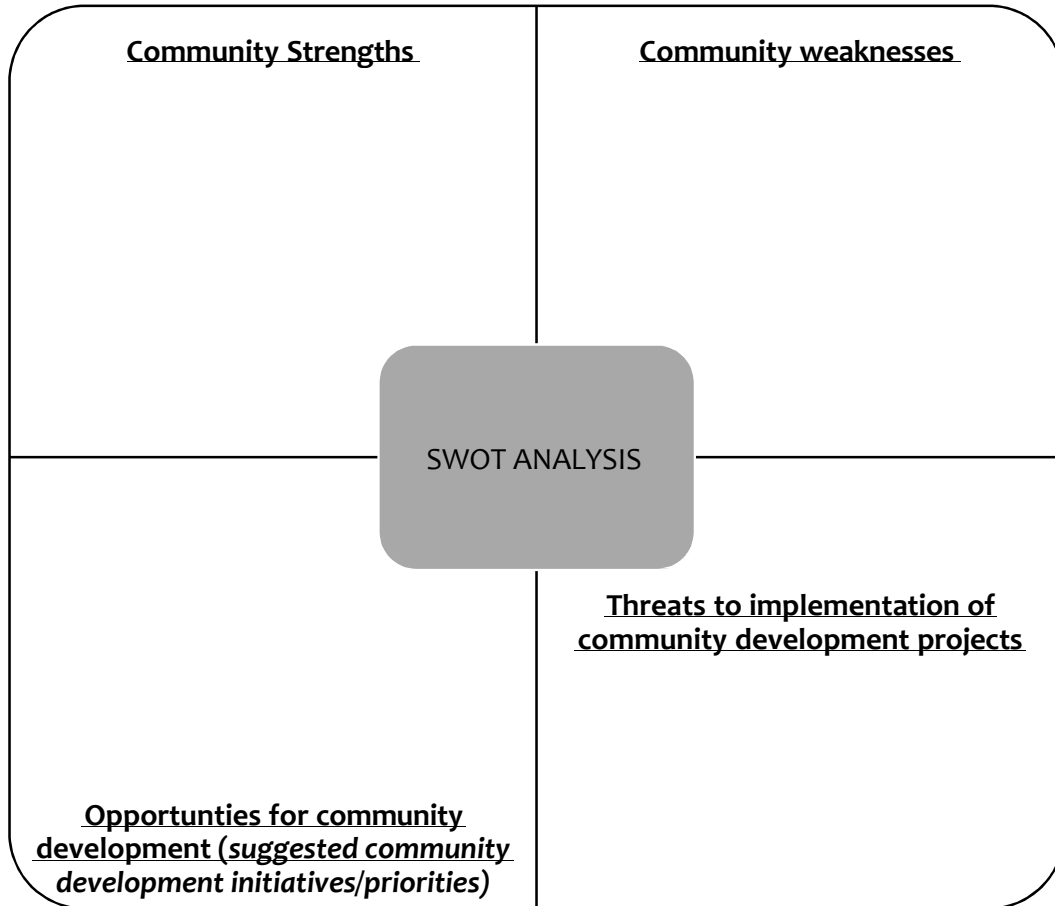 Community Strengths
Community weaknesses
SWOT ANALYSIS
Threats to implementation of
community development projects
Opportunties for community
development (suggested community
development initiatives/priorities)